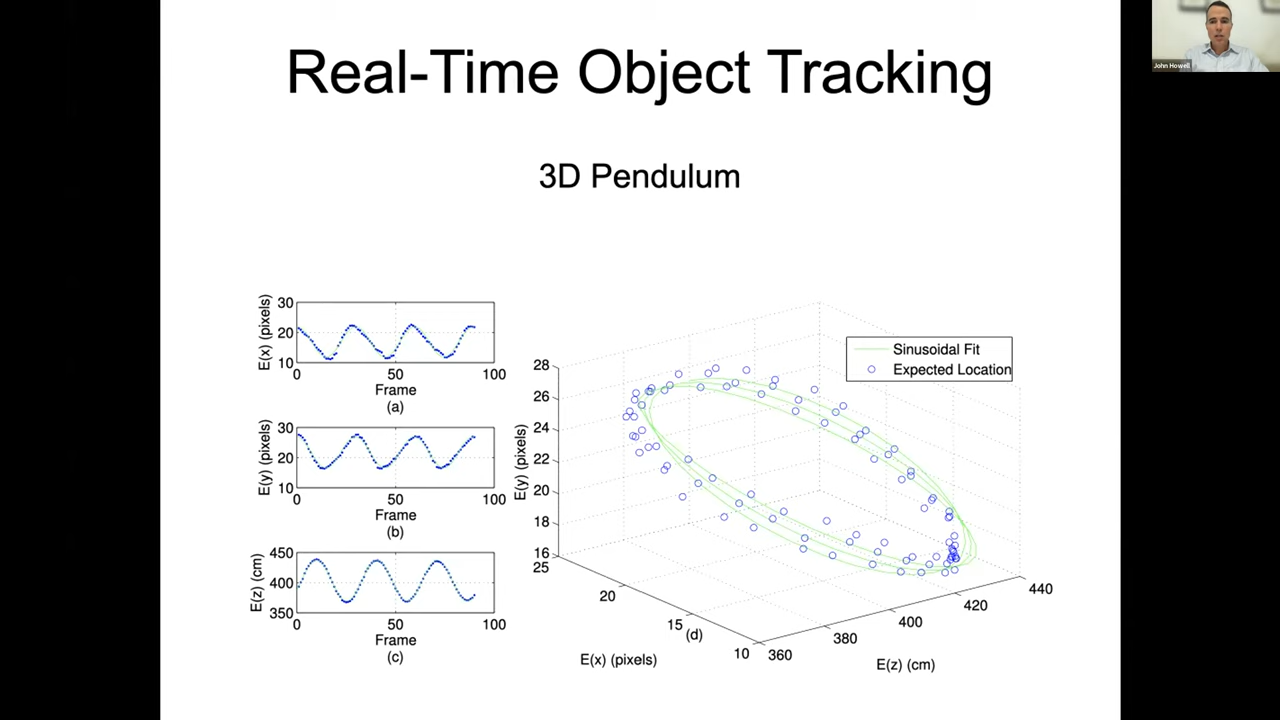 Real-Time Object Tracking
John Howell
3D Pendulum
30
20
10
E(x) (pixels)
0
50
100
Frame
(a)
30
20
10
E(y) (pixels)
0
50
100
Frame
(b)
450
400
350
E(z) (cm)
0
50
100
Frame
(c)
Sinusoidal Fit
Expected Location
28
26
24
22
20
18
16
E(y) (pixels)
25
20
15
10
E(x) (pixels)
(d)
360
380
400
420
440
E(z) (cm)